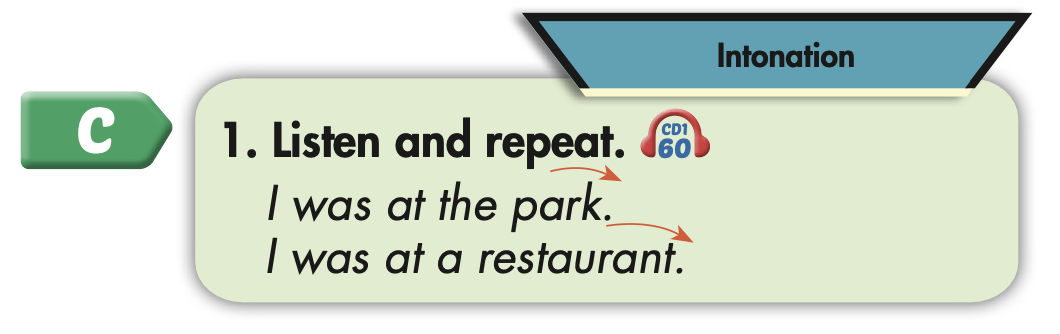 Intonation
C
1. Listen and repeat. CD1 60
I was at the park.
I was at a restaurant.